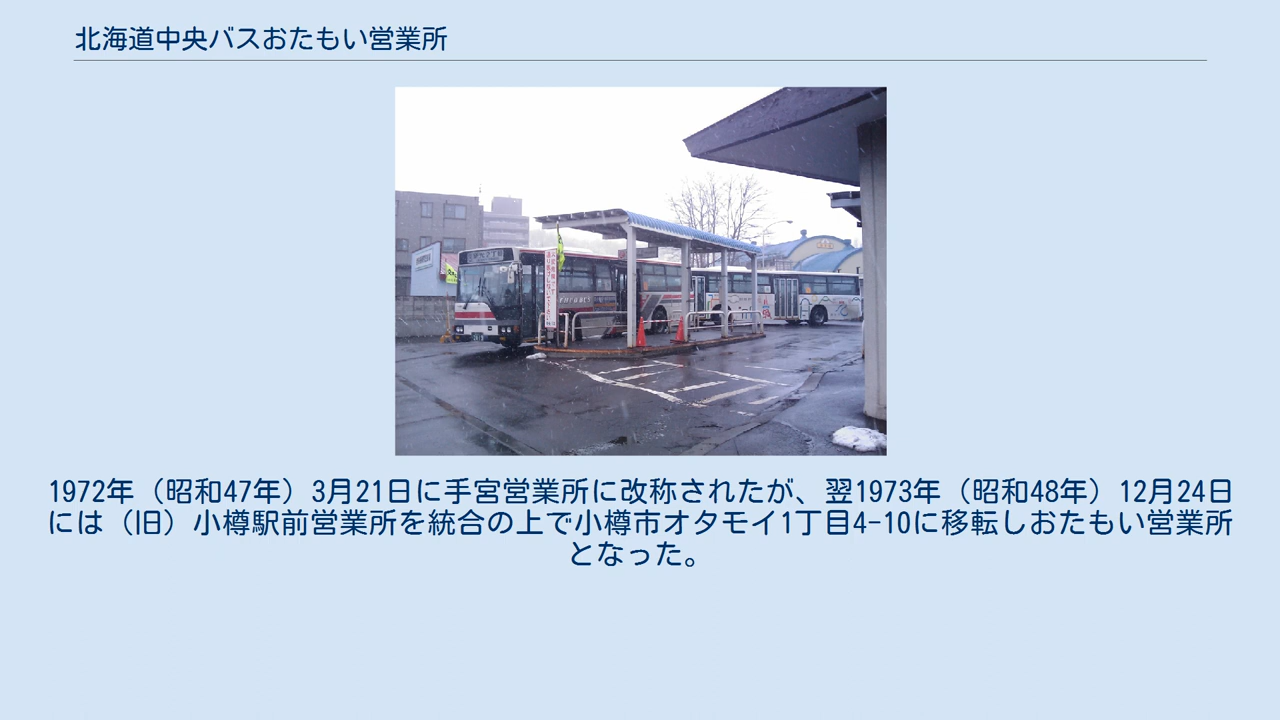 北海道中央バスおたもい営業所
1972年（昭和47年）3月21日に手宮営業所に改称されたが、翌1973年（昭和48年）12月24日
には（旧）小樽駅前営業所を統合の上で小樽市オタモイ1丁目4-10に移転しおたもい営業所
となった。